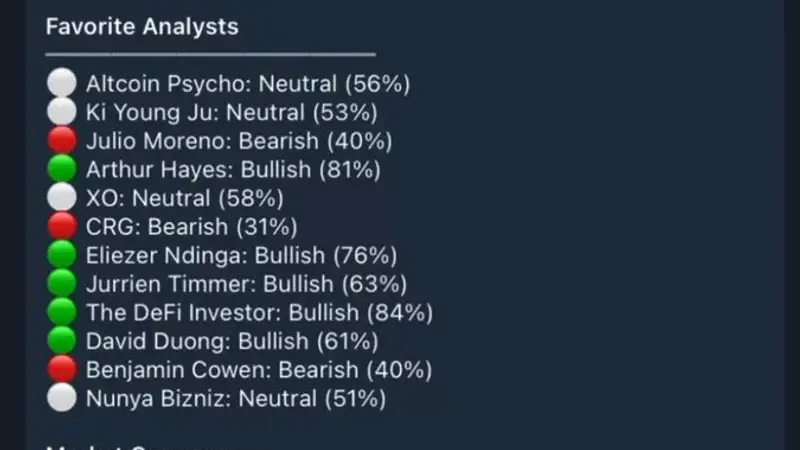 Favorite Analysts
Altcoin Psycho: Neutral (56%)
Ki Young Ju: Neutral (53%)
Julio Moreno: Bearish (40%)
Arthur Hayes: Bullish (81%)
XO: Neutral (58%)
CRG: Bearish (31%)
Eliezer Ndinga: Bullish (76%)
Jurrien Timmer: Bullish (63%)
The DeFi Investor: Bullish (84%)
David Duong: Bullish (61%)
Benjamin Cowen: Bearish (40%)
Nunya Bizniz: Neutral (51%)